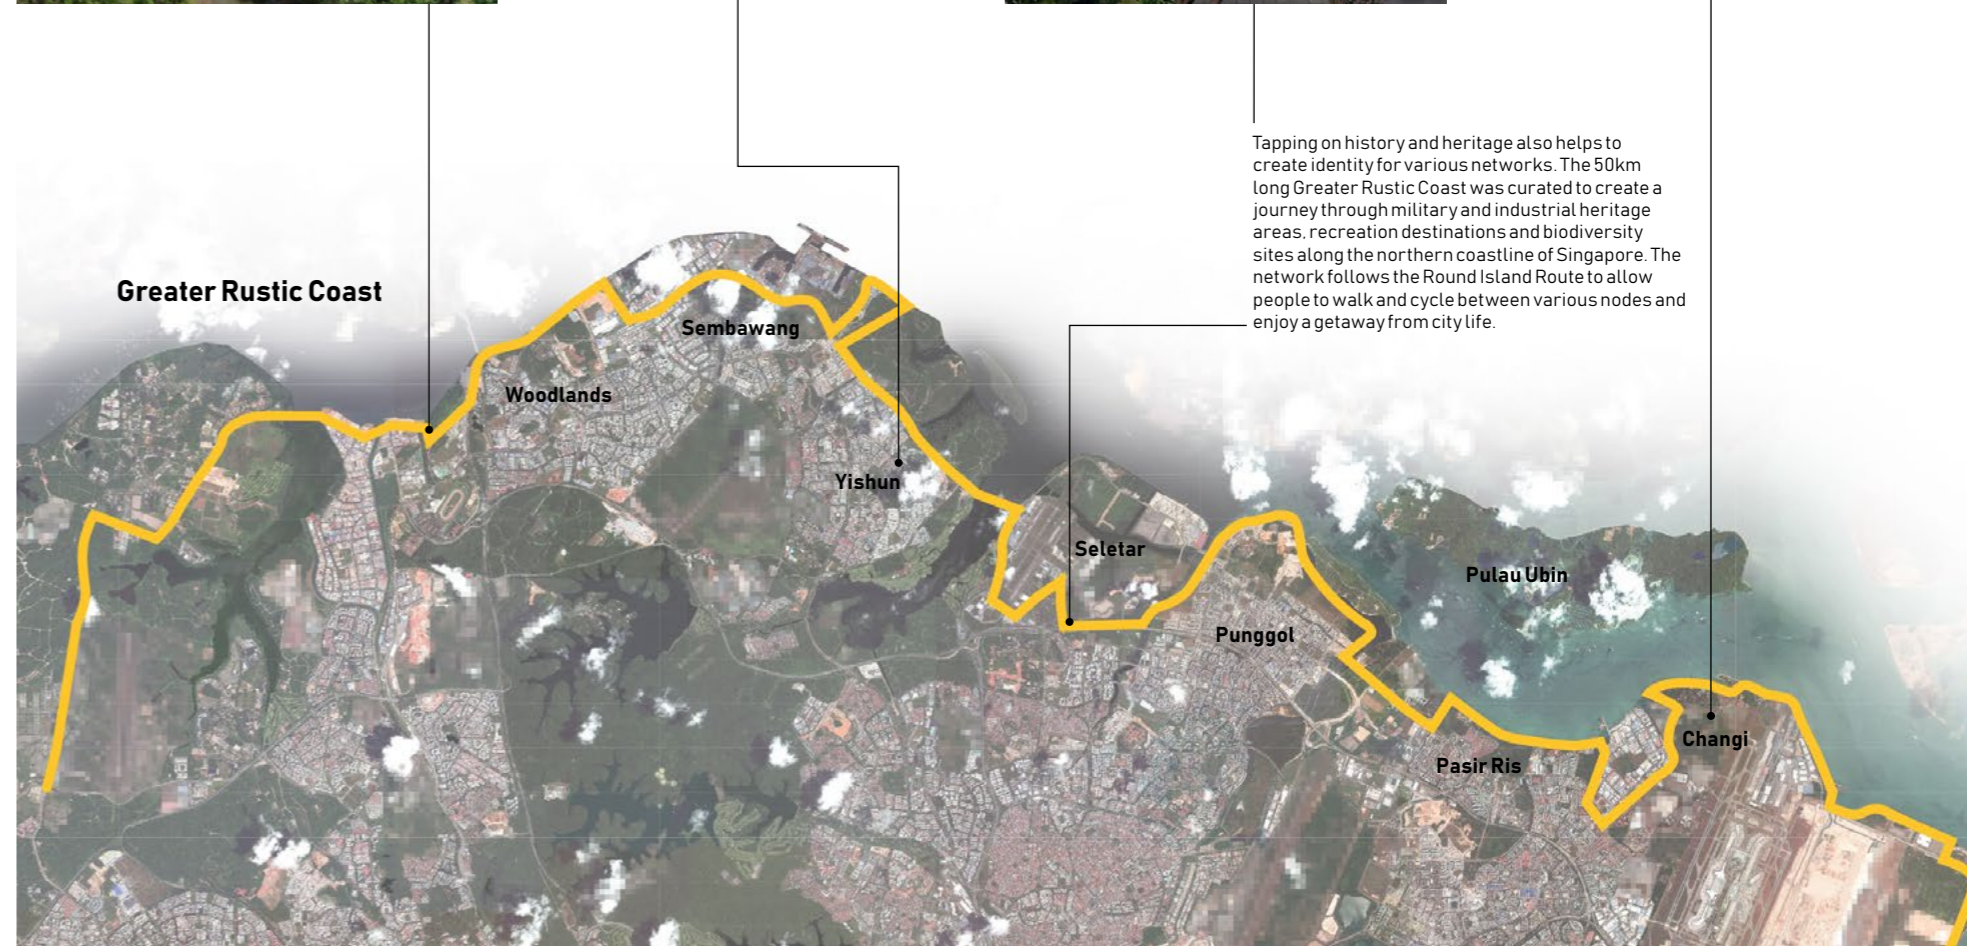 Tapping on history and heritage also helps to
create identity for various networks. The 50km
long Greater Rustic Coast was curated to create a
journey through military and industrial heritage
areas, recreation destinations and biodiversity
sites along the northern coastline of Singapore. The
network follows the Round Island Route to allow
people to walk and cycle between various nodes and
enjoy a getaway from city life.
Greater Rustic Coast
Sembawang
Woodlands
Yishun
Seletar
Pulau Ubin
Punggol
Changi
Pasir Ris